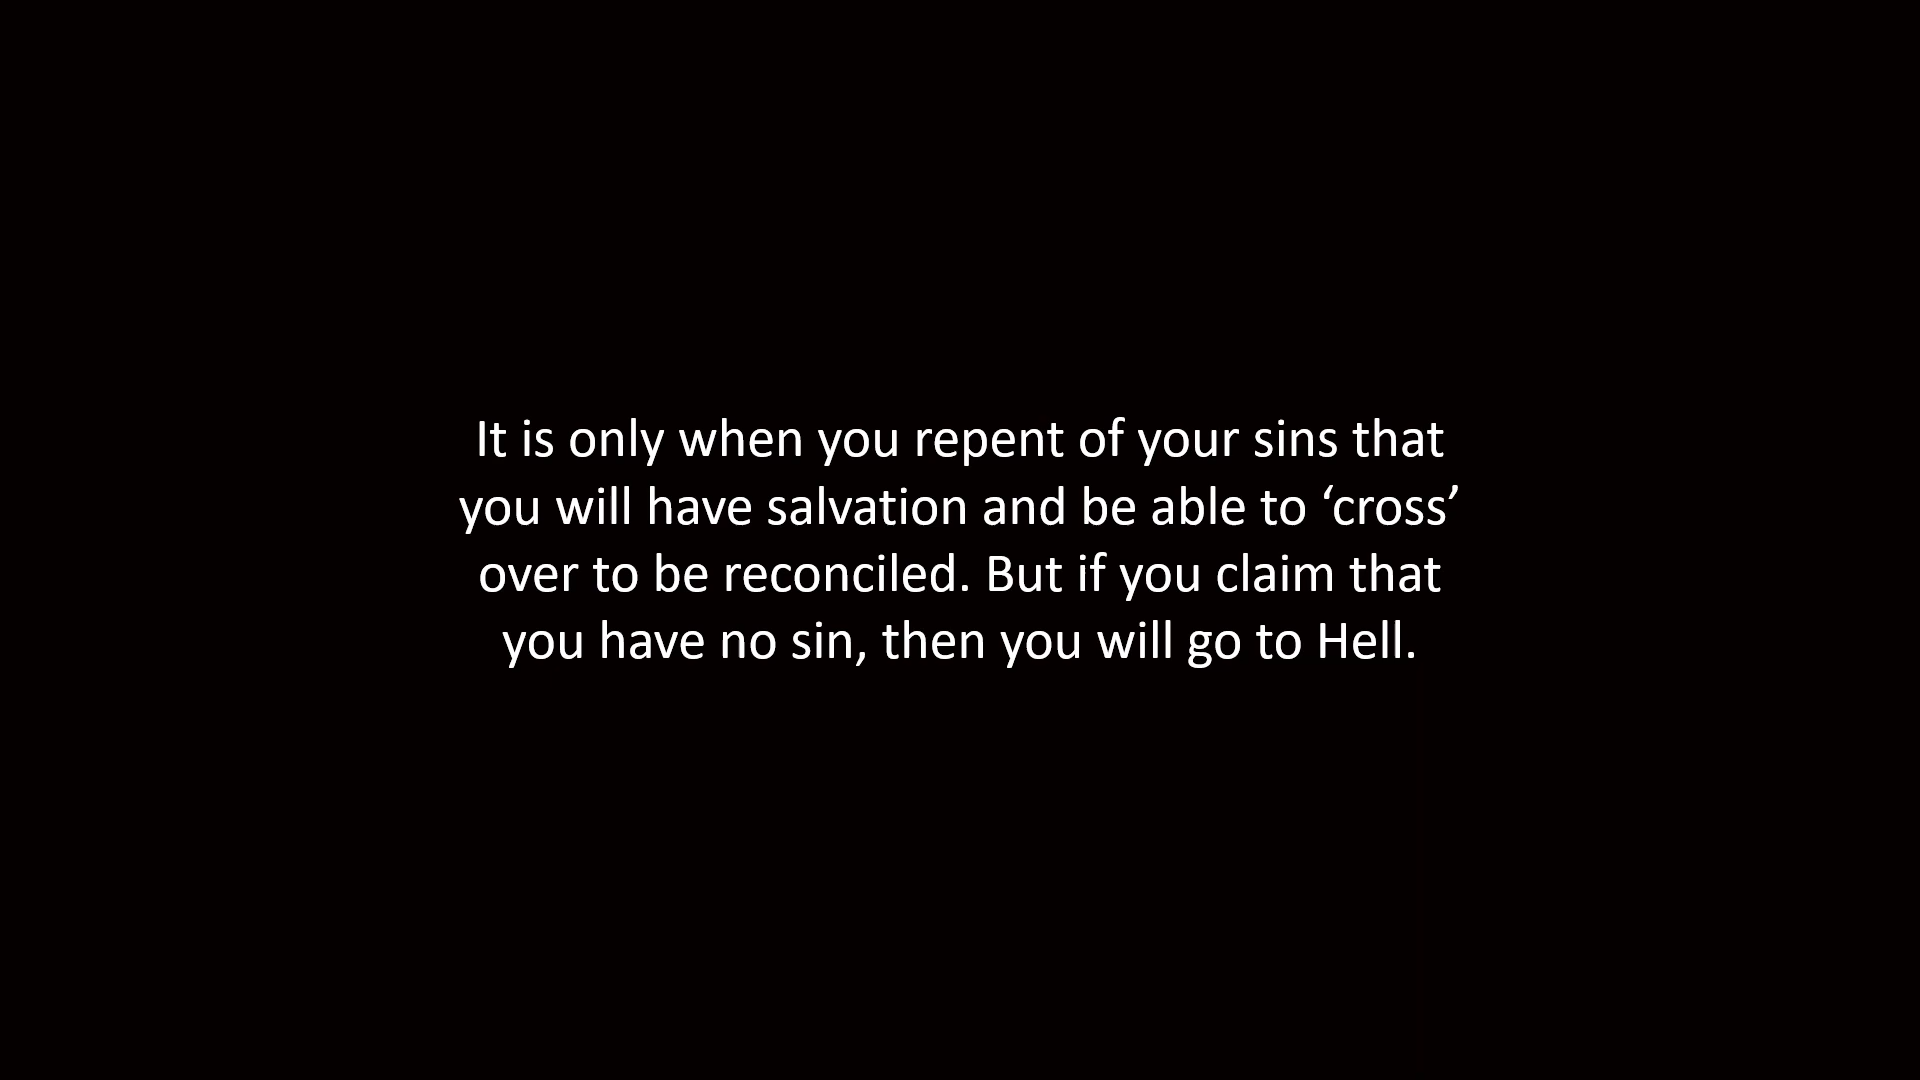 It is only when you repent of your sins that
you will have salvation and be able to ‘cross’
over to be reconciled. But if you claim that
you have no sin, then you will go to Hell.